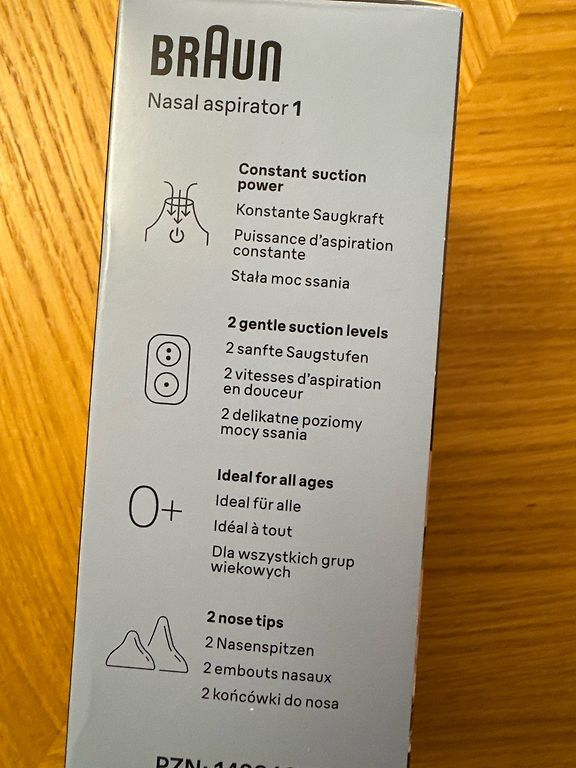 BRAUN
Nasal aspirator 1
Constant suction
power
Konstante Saugkraft
Puissance d'aspiration
constante
Stała moc ssania
2 gentle suction levels
2 sanfte Saugstufen
2 vitesses d'aspiration
en douceur
2 delikatne poziomy
mocy ssania
0+
Ideal for all ages
Ideal für alle
Idéal à tout
Dla wszystkich grup
wiekowych
2 nose tips
2 Nasenspitzen
2 embouts nasaux
2 końcówki do nosa
PZN: